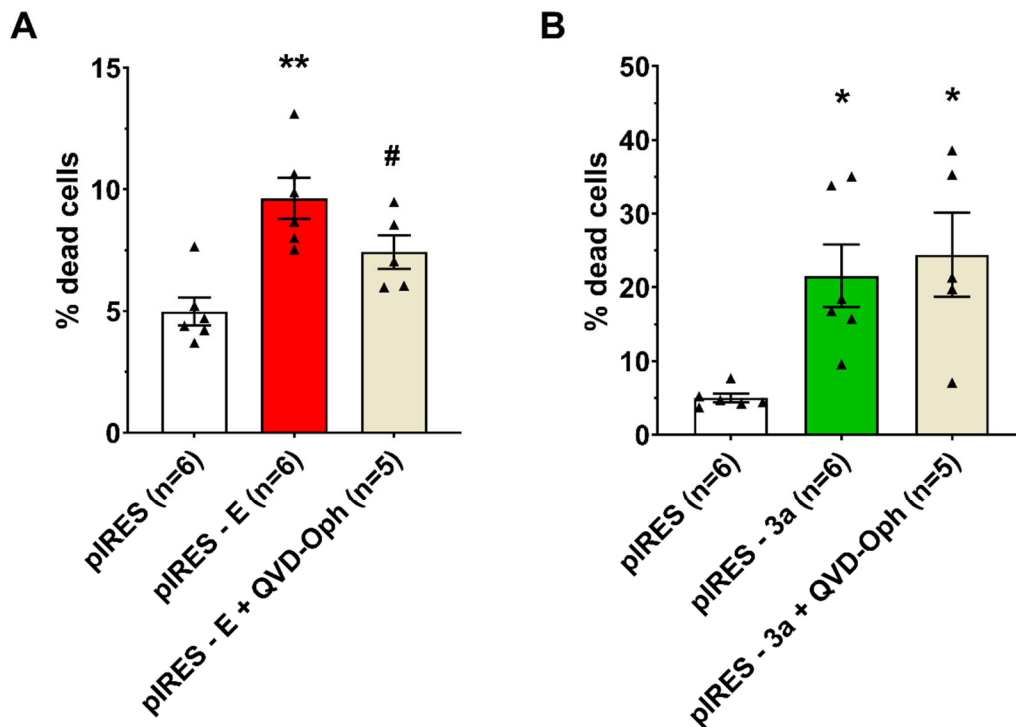 A
% dead cells
15
10
5
0
**
#
pIRES (n=6)
pIRES - E (n=6)
pIRES - E + QVD-Oph (n=5)
B
% dead cells
50
40
30
20
10
0
*
*
pIRES (n=6)
pIRES - 3a (n=6)
pIRES - 3a + QVD-Oph (n=5)